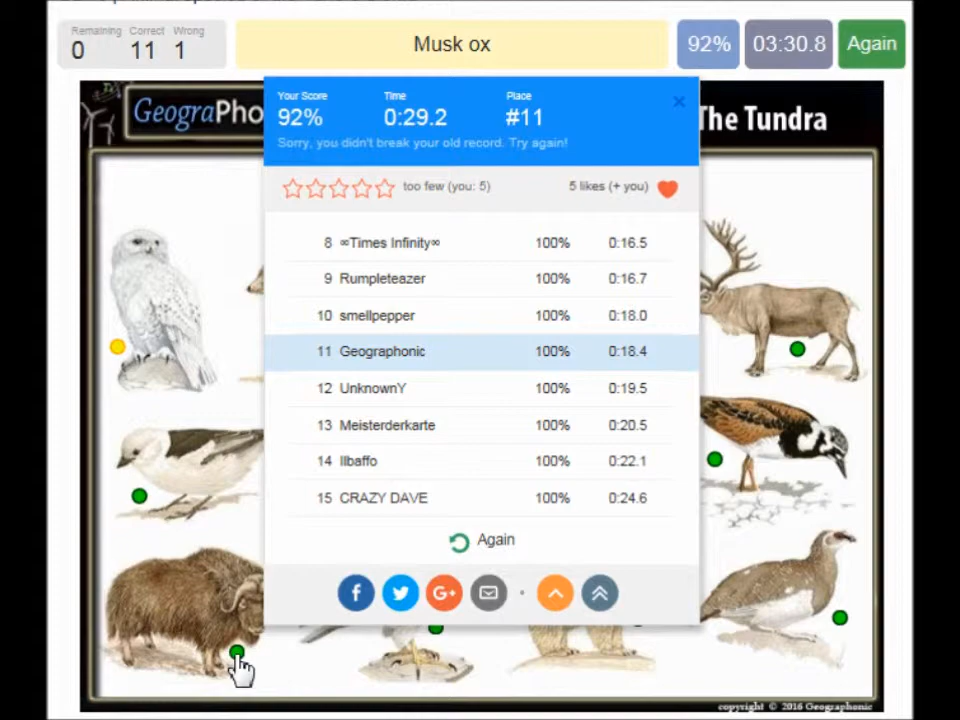 Remaining Correct Wrong
0 11 1
Musk ox
92%
03:30.8
Again
GeograPho
The Tundra
Your Score Time Place
92% 0:29.2 #11
Sorry, you didn't break your old record. Try again!
too few (you: 5) 5 likes (+ you)
8 ∞Times Infinity∞ 100% 0:16.5
9 Rumpleteazer 100% 0:16.7
10 smellpepper 100% 0:18.0
11 Geographonic 100% 0:18.4
12 UnknownY 100% 0:19.5
13 Meisterderkarte 100% 0:20.5
14 Ilbaffo 100% 0:22.1
15 CRAZY DAVE 100% 0:24.6
Again
copyright © 2016 Geographonic